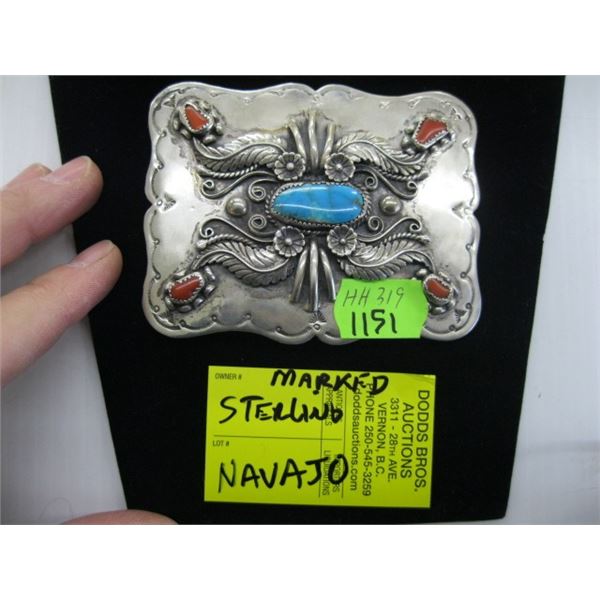 HH 319
1151
OWNER #
MARKED
STERLING
LOT #
NAVAJO
DODDS BROS.
AUCTIONS
3311 - 28TH AVE.
VERNON, B.C.
PHONE 250-545-3259
doddsauctions.com